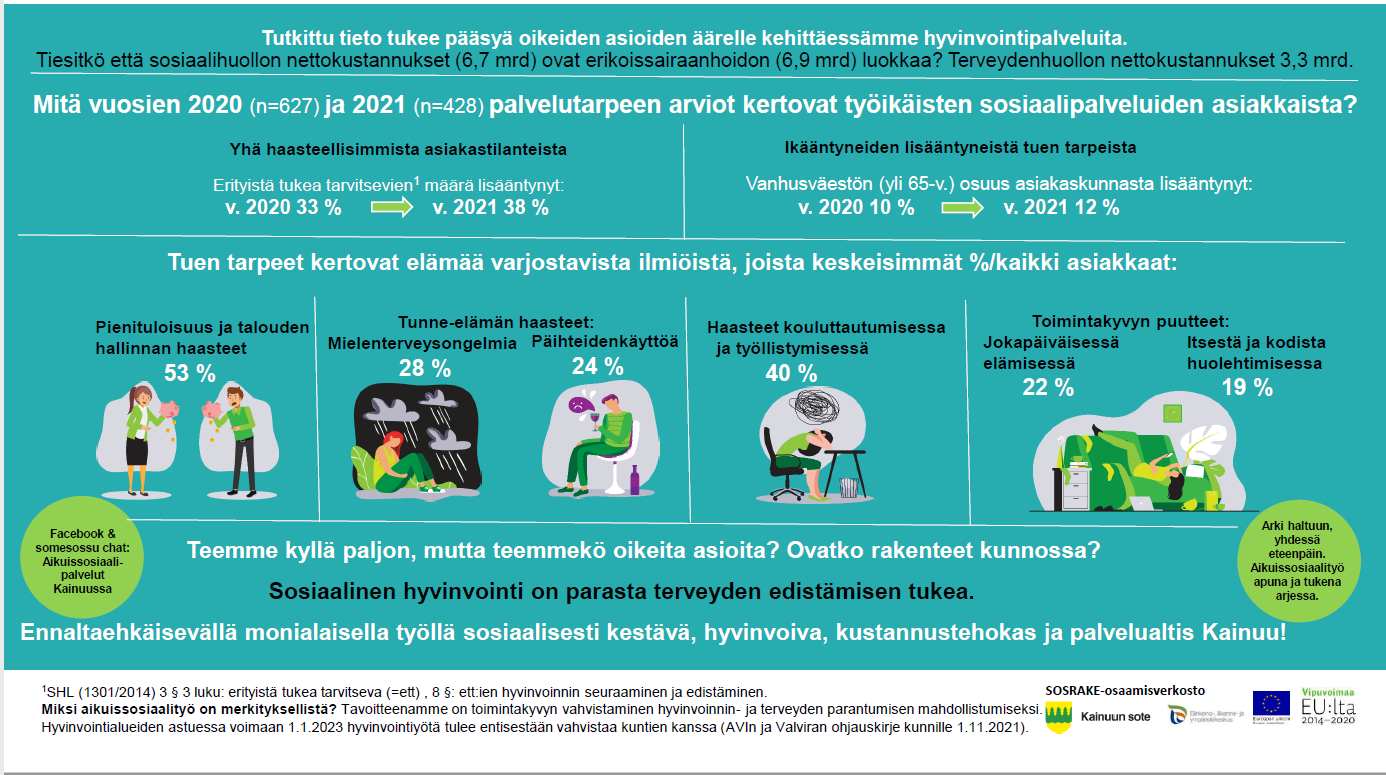 Tutkittu tieto tukee pääsyä oikeiden asioiden äärelle kehittäessämme hyvinvointipalveluita.
Tiesitkö että sosiaalihuollon nettokustannukset (6,7 mrd) ovat erikoissairaanhoidon (6,9 mrd) luokkaa? Terveydenhuollon nettokustannukset 3,3 mrd.
Mitä vuosien 2020 (n=627) ja 2021 (n=428) palvelutarpeen arviot kertovat työikäisten sosiaalipalveluiden asiakkaista?
Yhä haasteellisimmista asiakastilanteista
Erityistä tukea tarvitsevien¹ määrä lisääntynyt:
v. 2020 33 % v. 2021 38 %
Ikääntyneiden lisääntyneistä tuen tarpeista
Vanhusväestön (yli 65-v.) osuus asiakaskunnasta lisääntynyt:
v. 2020 10 % v. 2021 12 %
Tuen tarpeet kertovat elämää varjostavista ilmiöistä, joista keskeisimmät %/kaikki asiakkaat:
Pienituloisuus ja talouden
hallinnan haasteet
53 %
Tunne-elämän haasteet:
Mielenterveysongelmia
28 %
Päihteidenkäyttöä
24 %
Haasteet kouluttautumisessa
ja työllistymisessä
40 %
Toimintakyvyn puutteet:
Jokapäiväisessä
elämisessä
22 %
Itsestä ja kodista
huolehtimisessa
19 %
Facebook &
somesossu chat:
Aikuissosiaali-
palvelut
Kainuussa
Teemme kyllä paljon, mutta teemmekö oikeita asioita? Ovatko rakenteet kunnossa?
Sosiaalinen hyvinvointi on parasta terveyden edistämisen tukea.
Arki haltuun,
yhdessä
eteenpäin.
Aikuissosiaalityö
apuna ja tukena
arjessa.
Ennaltaehkäisevällä monialaisella työllä sosiaalisesti kestävä, hyvinvoiva, kustannustehokas ja palvelualtis Kainuu!
¹SHL (1301/2014) 3 § 3 luku: erityistä tukea tarvitseva (=ett) , 8 §: ett:ien hyvinvoinnin seuraaminen ja edistäminen.
Miksi aikuissosiaalityö on merkityksellistä? Tavoitteenamme on toimintakyvyn vahvistaminen hyvinvoinnin- ja terveyden parantumisen mahdollistumiseksi.
Hyvinvointialueiden astuessa voimaan 1.1.2023 hyvinvointiyötä tulee entisestään vahvistaa kuntien kanssa (AVIn ja Valviran ohjauskirje kunnille 1.11.2021).
SOSRAKE-osaamisverkosto
Kainuun sote
Elinkeino-, liikenne- ja
ympäristökeskus
Vipuvoimaa
EU:lta
2014–2020